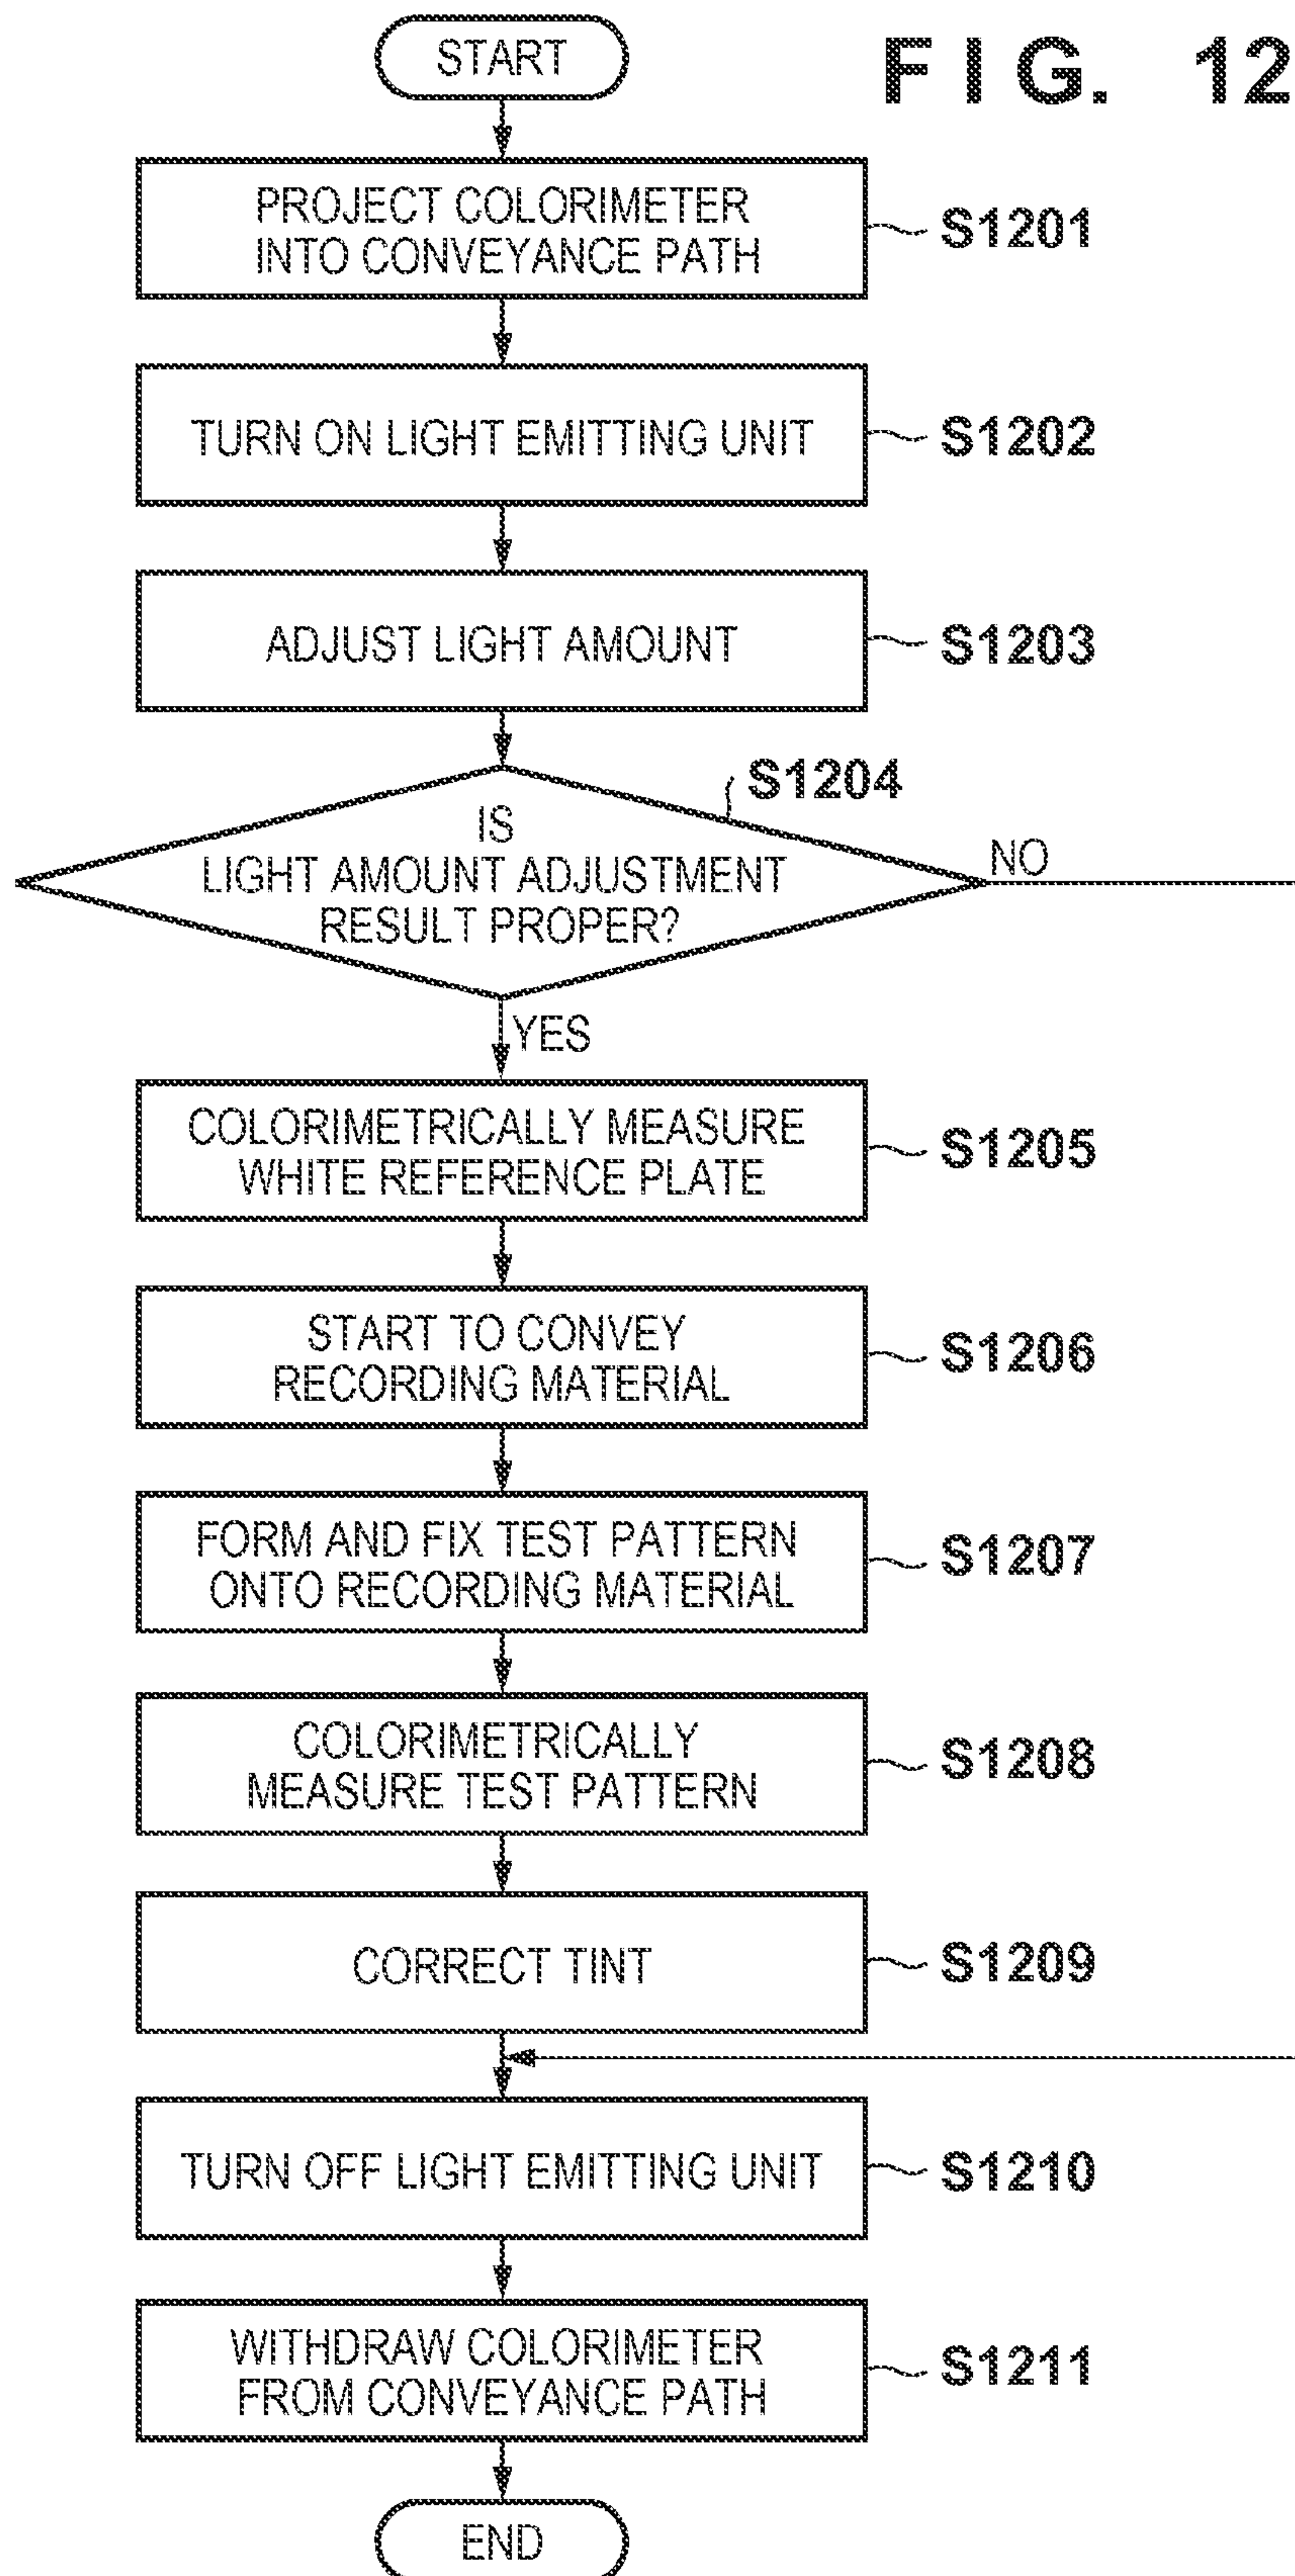 FIG. 12
START
PROJECT COLORIMETER
INTO CONVEYANCE PATH
S1201
TURN ON LIGHT EMITTING UNIT
S1202
ADJUST LIGHT AMOUNT
S1203
S1204
IS
LIGHT AMOUNT ADJUSTMENT
RESULT PROPER?
NO
YES
COLORIMETRICALLY MEASURE
WHITE REFERENCE PLATE
S1205
START TO CONVEY
RECORDING MATERIAL
S1206
FORM AND FIX TEST PATTERN
ONTO RECORDING MATERIAL
S1207
COLORIMETRICALLY
MEASURE TEST PATTERN
S1208
CORRECT TINT
S1209
TURN OFF LIGHT EMITTING UNIT
S1210
WITHDRAW COLORIMETER
FROM CONVEYANCE PATH
S1211
END